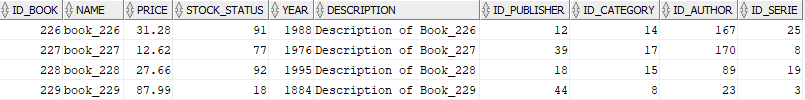 ID_BOOK NAME PRICE STOCK_STATUS YEAR DESCRIPTION ID_PUBLISHER ID_CATEGORY ID_AUTHOR ID_SERIE
226 book_226 31.28 91 1988 Description of Book_226 12 14 167 25
227 book_227 12.62 77 1976 Description of Book_227 39 17 170 8
228 book_228 27.66 92 1995 Description of Book_228 18 15 89 19
229 book_229 87.99 18 1884 Description of Book_229 44 8 23 3